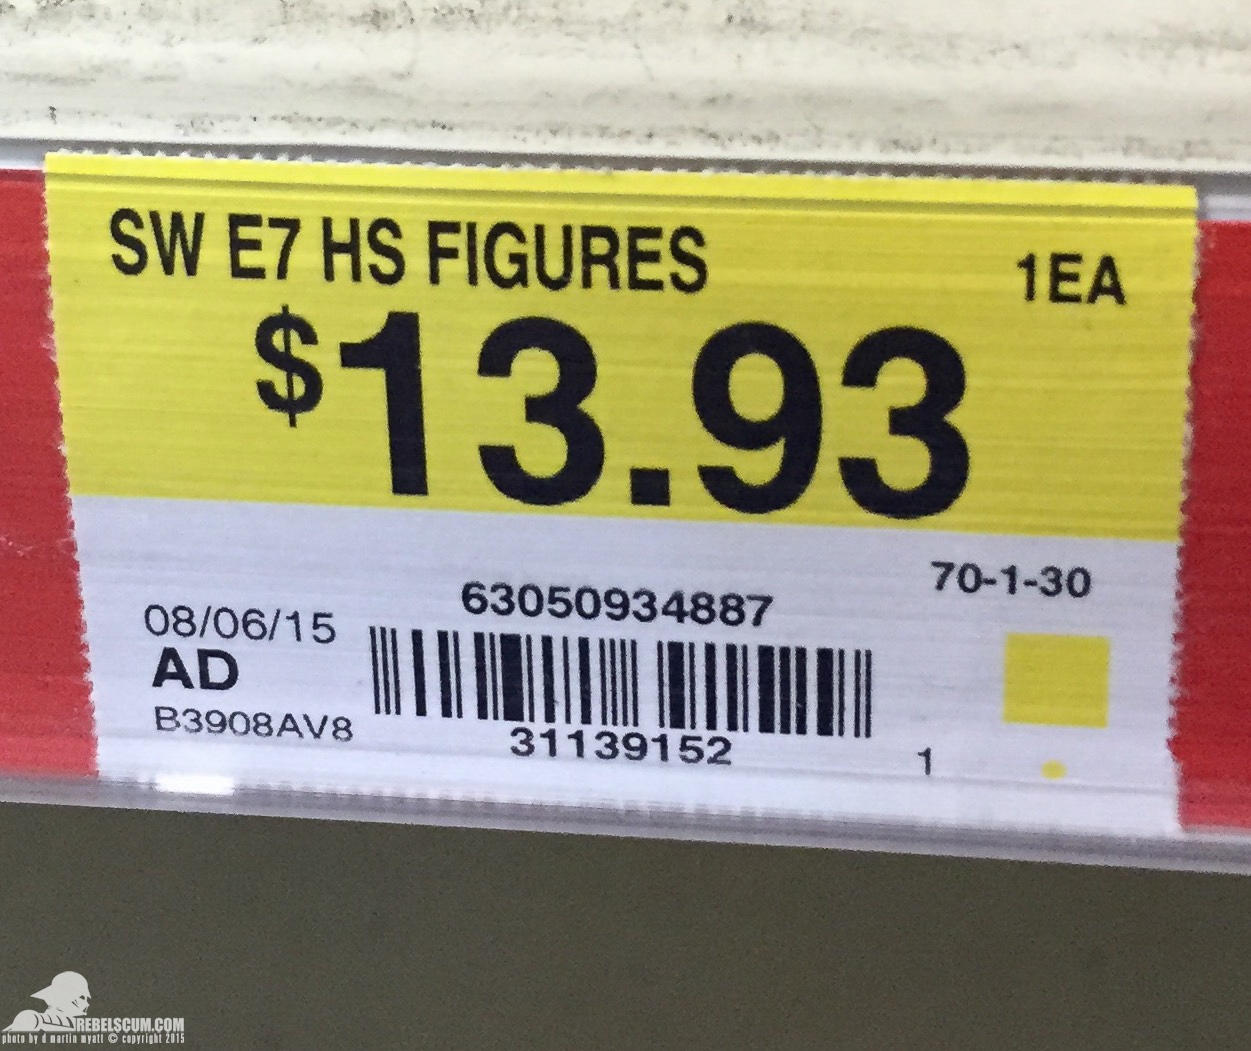 SW E7 HS FIGURES 1EA
$13.93
70-1-30
63050934887
08/06/15
AD
B3908AV8
31139152
1
REBELSCUM.COM
photo by d martin myatt © copyright 2015